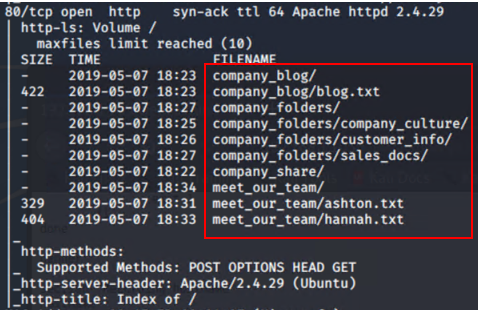 80/tcp open  http    syn-ack ttl 64 Apache httpd 2.4.29
| http-ls: Volume /
|   maxfiles limit reached (10)
| SIZE  TIME              FILENAME
| -     2019-05-07 18:23  company_blog/
| 422   2019-05-07 18:23  company_blog/blog.txt
| -     2019-05-07 18:27  company_folders/
| -     2019-05-07 18:25  company_folders/company_culture/
| -     2019-05-07 18:26  company_folders/customer_info/
| -     2019-05-07 18:27  company_folders/sales_docs/
| -     2019-05-07 18:22  company_share/
| -     2019-05-07 18:34  meet_our_team/
| 329   2019-05-07 18:31  meet_our_team/ashton.txt
| 404   2019-05-07 18:33  meet_our_team/hannah.txt
|_
| http-methods:
|_  Supported Methods: POST OPTIONS HEAD GET
|_http-server-header: Apache/2.4.29 (Ubuntu)
|_http-title: Index of /